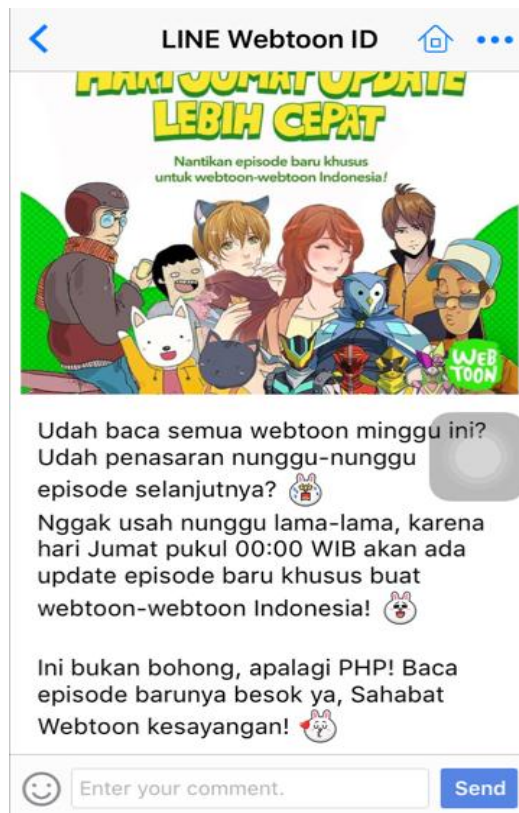 LINE Webtoon ID
HARI JUMAT UPDATE
LEBIH CEPAT
Nantikan episode baru khusus
untuk webtoon-webtoon Indonesia!
WEB
TOON
Udah baca semua webtoon minggu ini?
Udah penasaran nunggu-nunggu
episode selanjutnya?
Nggak usah nunggu lama-lama, karena
hari Jumat pukul 00:00 WIB akan ada
update episode baru khusus buat
webtoon-webtoon Indonesia!
Ini bukan bohong, apalagi PHP! Baca
episode barunya besok ya, Sahabat
Webtoon kesayangan!
Enter your comment.
Send